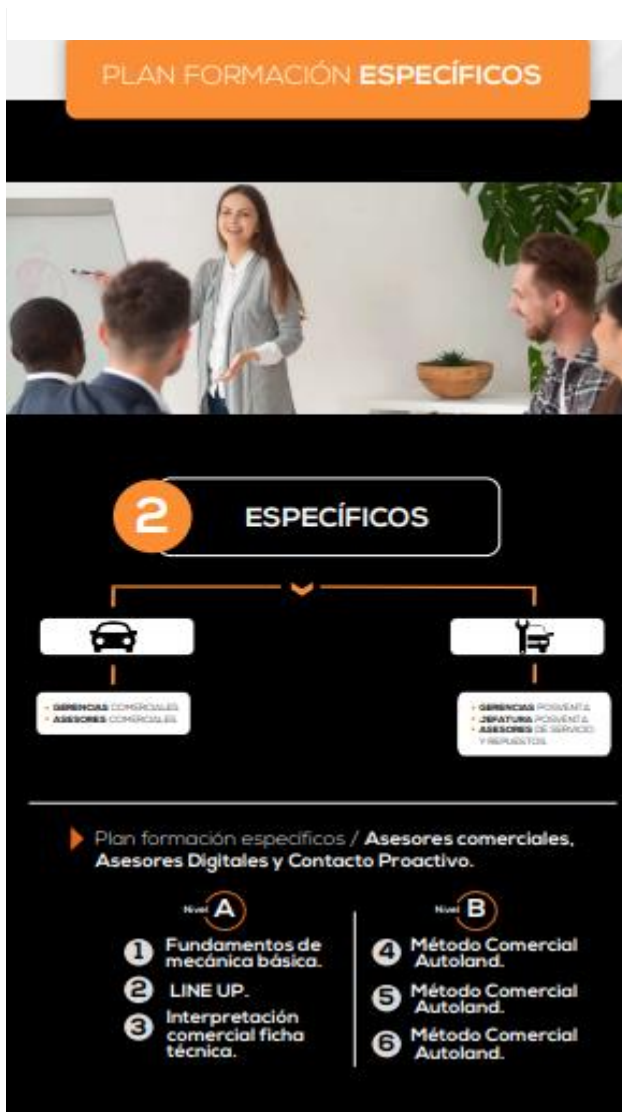 PLAN FORMACIÓN ESPECÍFICOS
2
ESPECÍFICOS
• GERENCIAS COMERCIALES
• ASESORES COMERCIALES
• GERENCIAS POSVENTA
• JEFATURA POSVENTA
• ASESORES DE SERVICIO
Y REPUESTOS.
Plan formación específicos / Asesores comerciales,
Asesores Digitales y Contacto Proactivo.
Nivel A
1 Fundamentos de
mecánica básica.
2 LINE UP.
3 Interpretación
comercial ficha
técnica.
Nivel B
4 Método Comercial
Autoland.
5 Método Comercial
Autoland.
6 Método Comercial
Autoland.